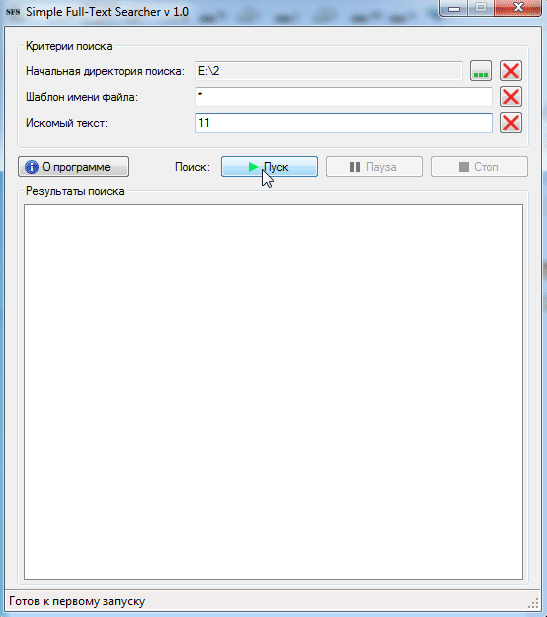 SFS Simple Full-Text Searcher v 1.0
Критерии поиска
Начальная директория поиска: E:\2
Шаблон имени файла: *
Искомый текст: 11
О программе Поиск: Пуск Пауза Стоп
Результаты поиска
Готов к первому запуску